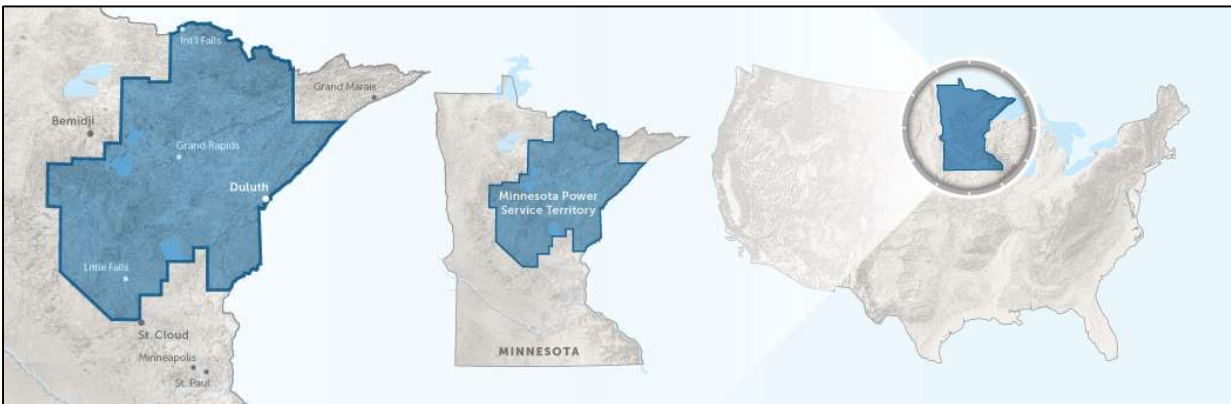 Int'l Falls
Grand Marais
Bemidji
Grand Rapids
Duluth
Little Falls
St. Cloud
Minneapolis
St. Paul
Minnesota Power
Service Territory
MINNESOTA